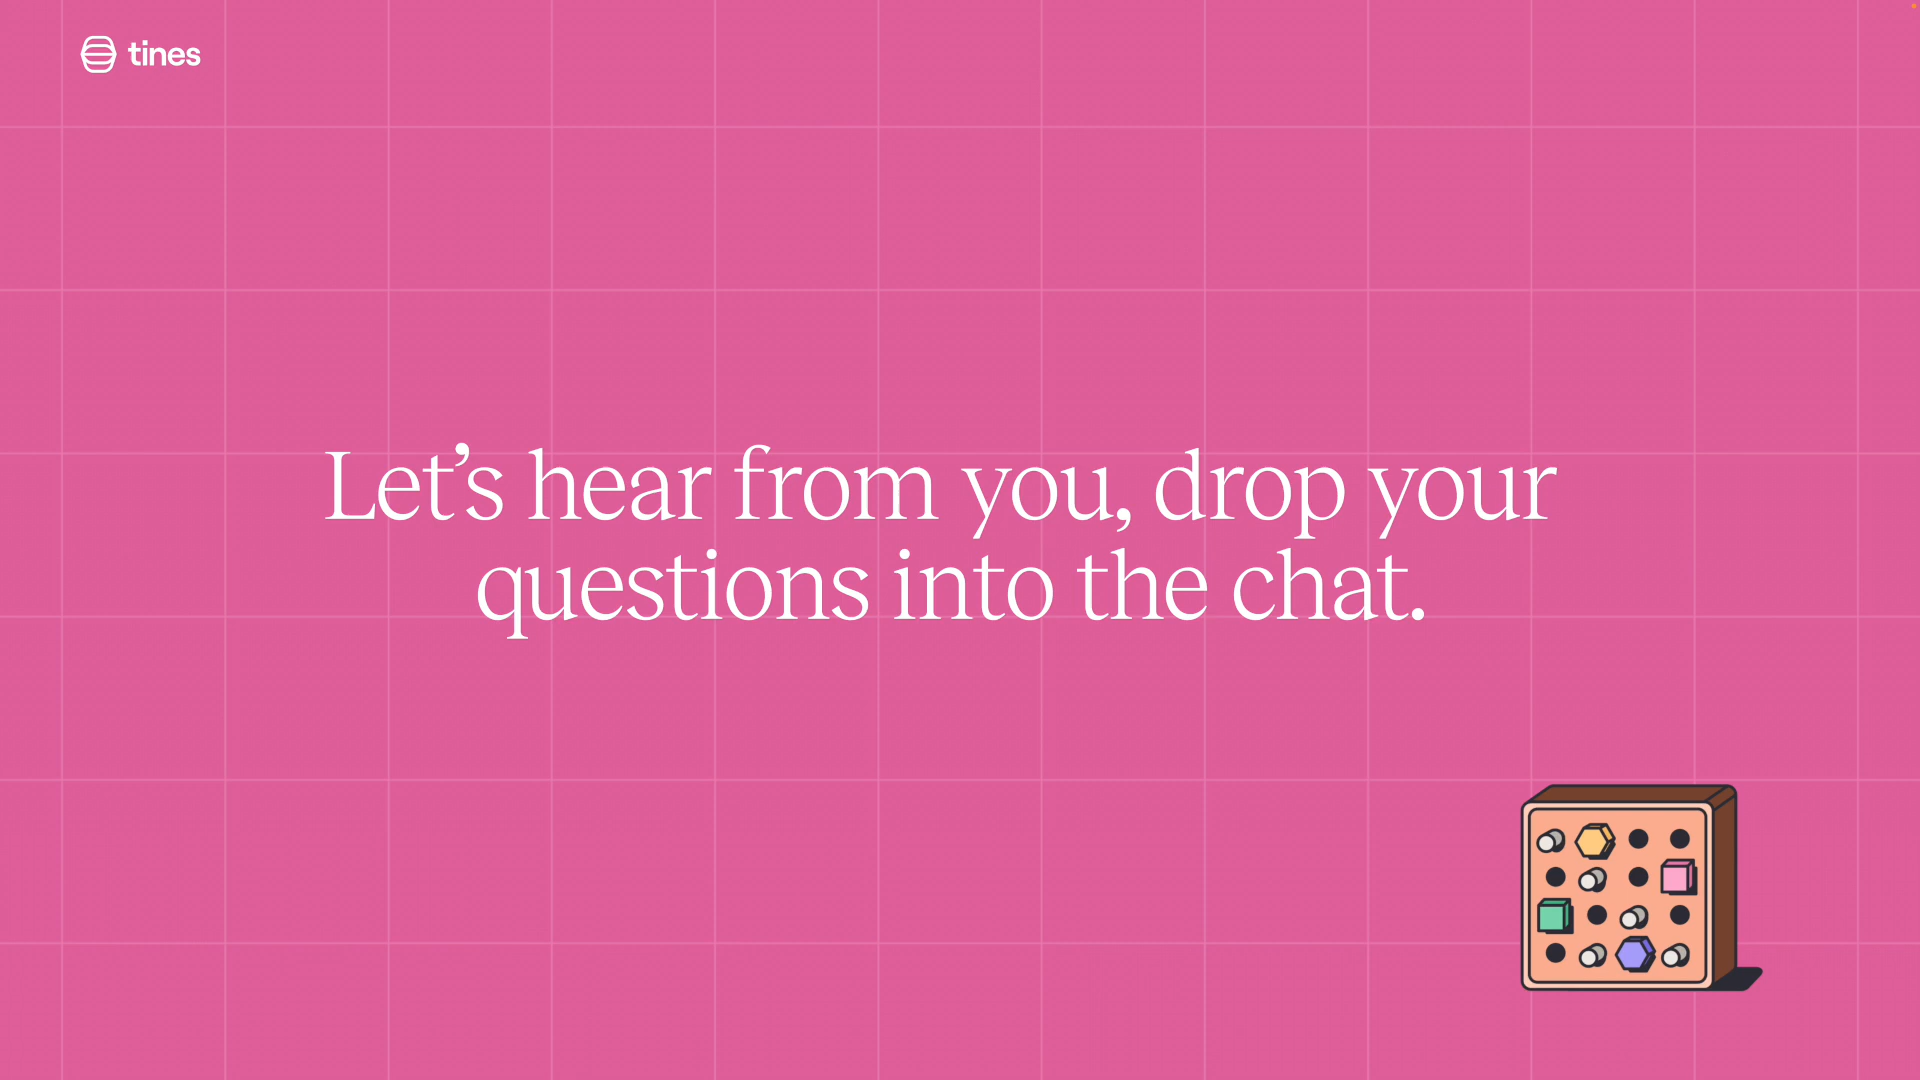 tines
Let’s hear from you, drop your
questions into the chat.